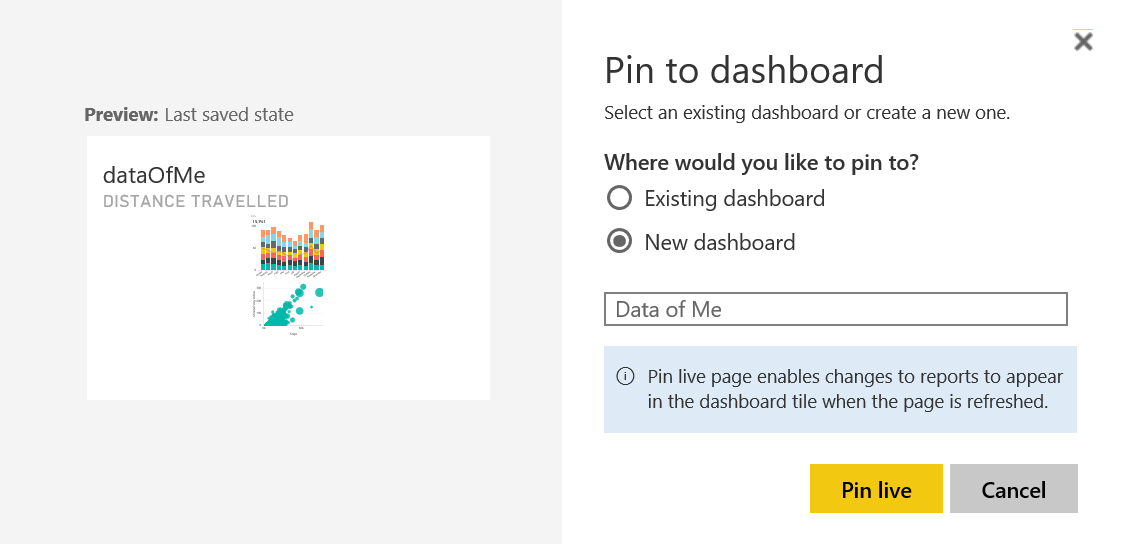 Preview: Last saved state
dataOfMe
DISTANCE TRAVELLED
Pin to dashboard
Select an existing dashboard or create a new one.
Where would you like to pin to?
Existing dashboard
New dashboard
Data of Me
Pin live page enables changes to reports to appear
in the dashboard tile when the page is refreshed.
Pin live
Cancel